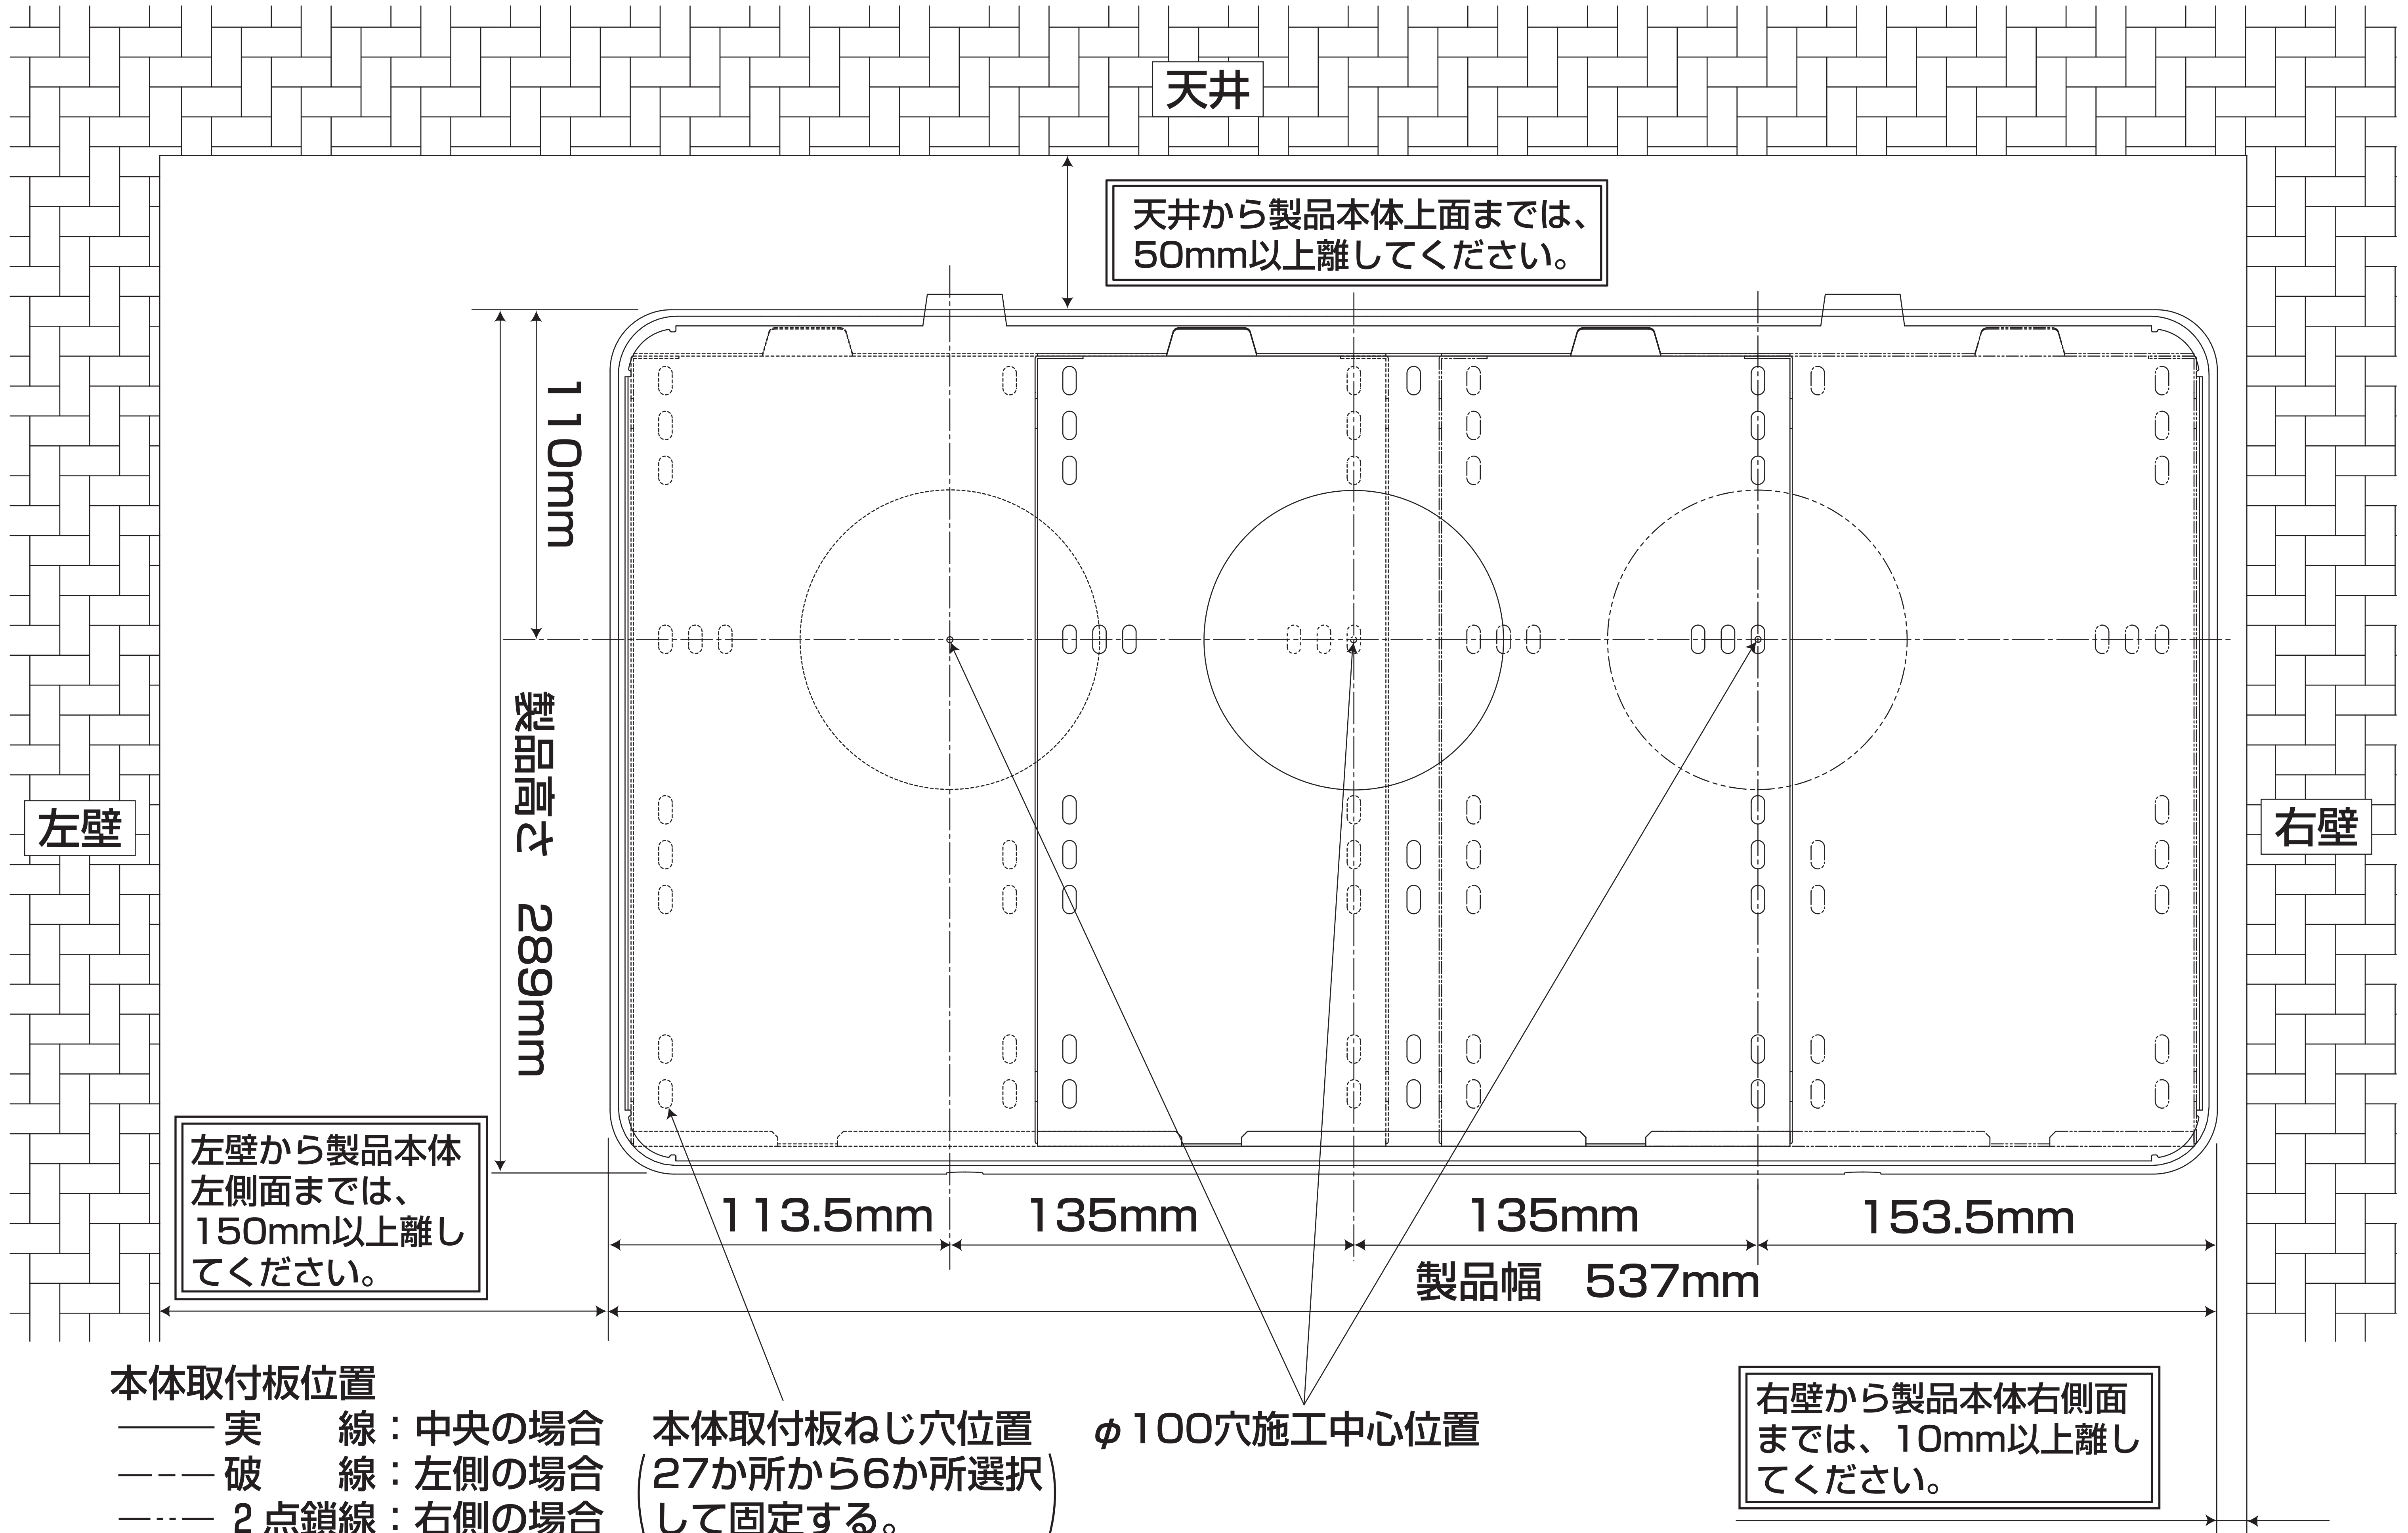 天井
天井から製品本体上面までは、
50mm以上離してください。
110mm
製品高さ　289mm
左壁
右壁
左壁から製品本体
左側面までは、
150mm以上離し
てください。
113.5mm
135mm
135mm
153.5mm
製品幅　537mm
本体取付板位置
実　　線：中央の場合
破　　線：左側の場合
2点鎖線：右側の場合
本体取付板ねじ穴位置
(27か所から6か所選択
して固定する。)
φ100穴施工中心位置
右壁から製品本体右側面
までは、10mm以上離し
てください。